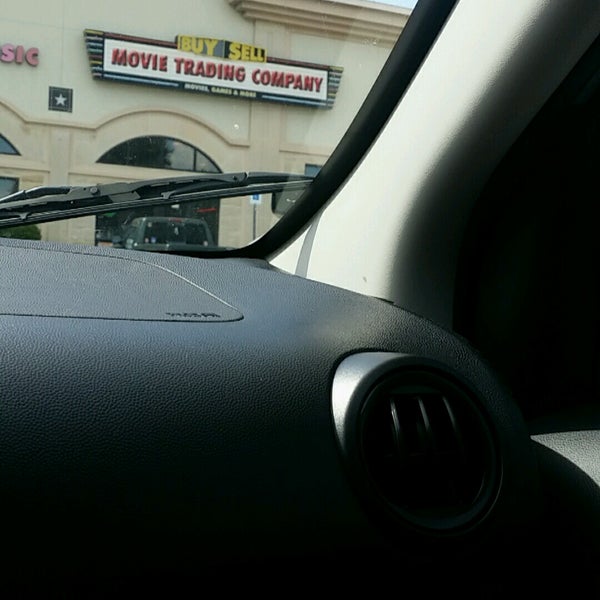 SIC
BUY SELL
MOVIE TRADING COMPANY
MOVIES, GAMES & MORE